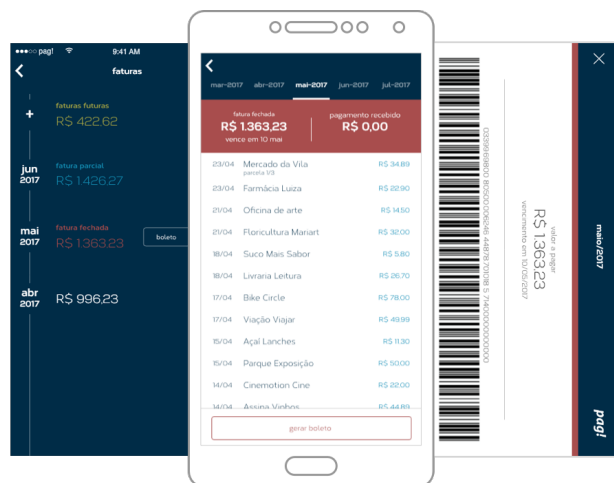 pag!
9:41 AM
faturas
faturas futuras
R$ 422,62
jun
2017
fatura parcial
R$ 1.426,27
mai
2017
fatura fechada
R$ 1.363,23
boleto
abr
2017
R$ 996,23
mar-2017 abr-2017 mai-2017 jun-2017 jul-2017
fatura fechada
R$ 1.363,23
vence em 10 mai
pagamento recebido
R$ 0,00
23/04 Mercado da Vila R$ 34,89
parcela 1/3
23/04 Farmácia Luiza R$ 22,90
21/04 Oficina de arte R$ 14,50
21/04 Floricultura Mariart R$ 32,00
18/04 Suco Mais Sabor R$ 5,80
18/04 Livraria Leitura R$ 26,70
17/04 Bike Circle R$ 78,00
17/04 Viação Viajar R$ 49,99
15/04 Açaí Lanches R$ 11,30
15/04 Parque Exposição R$ 50,00
14/04 Cinemotion Cine R$ 22,00
14/04 Assina Vinhos R$ 44,89
gerar boleto
maio/2017
pag!
valor a pagar
R$ 1.363,23
vencimento em 10/05/2017